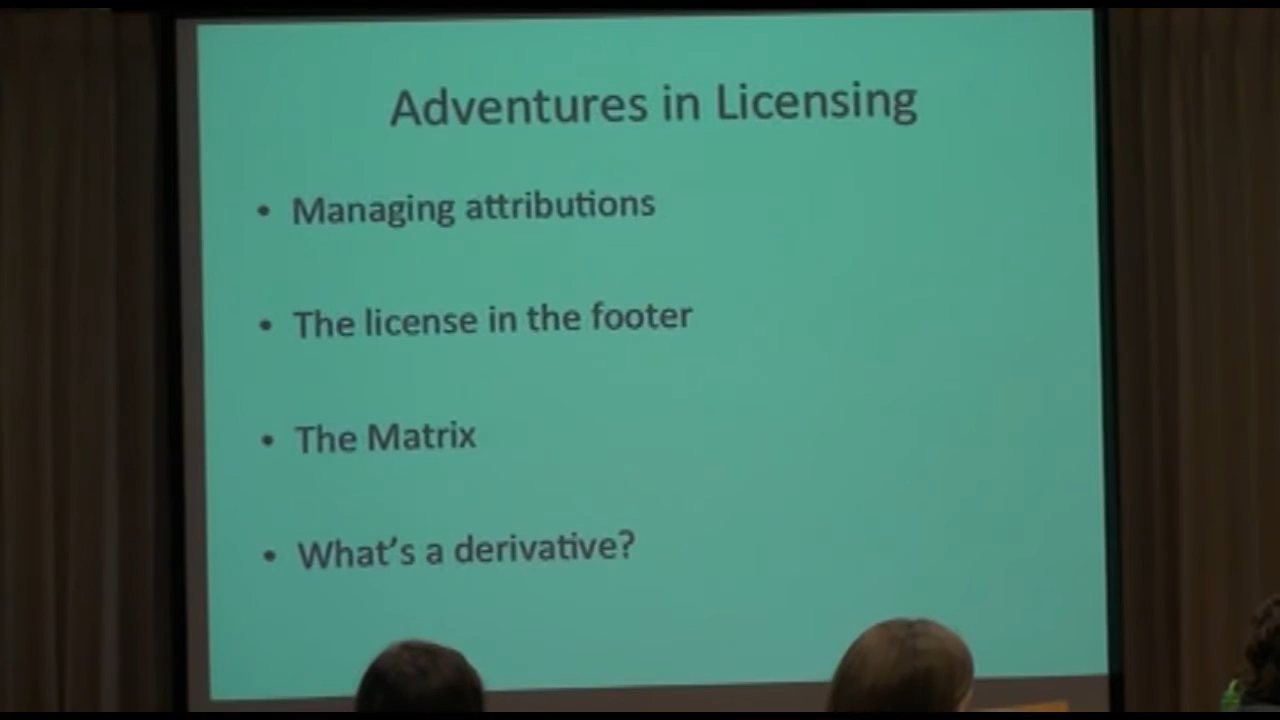 Adventures in Licensing
• Managing attributions
• The license in the footer
• The Matrix
• What's a derivative?